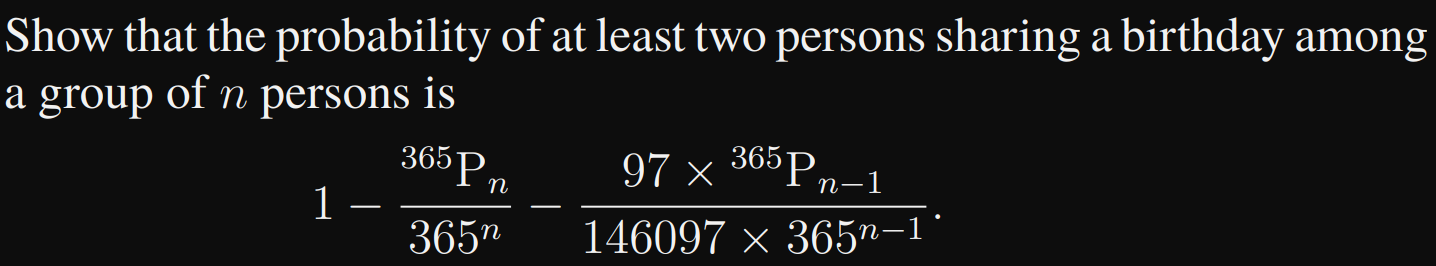 Show that the probability of at least two persons sharing a birthday among
a group of n persons is
1 − ³⁶⁵Pₙ / 365ⁿ − 97 × ³⁶⁵Pₙ₋₁ / 146097 × 365ⁿ⁻¹.